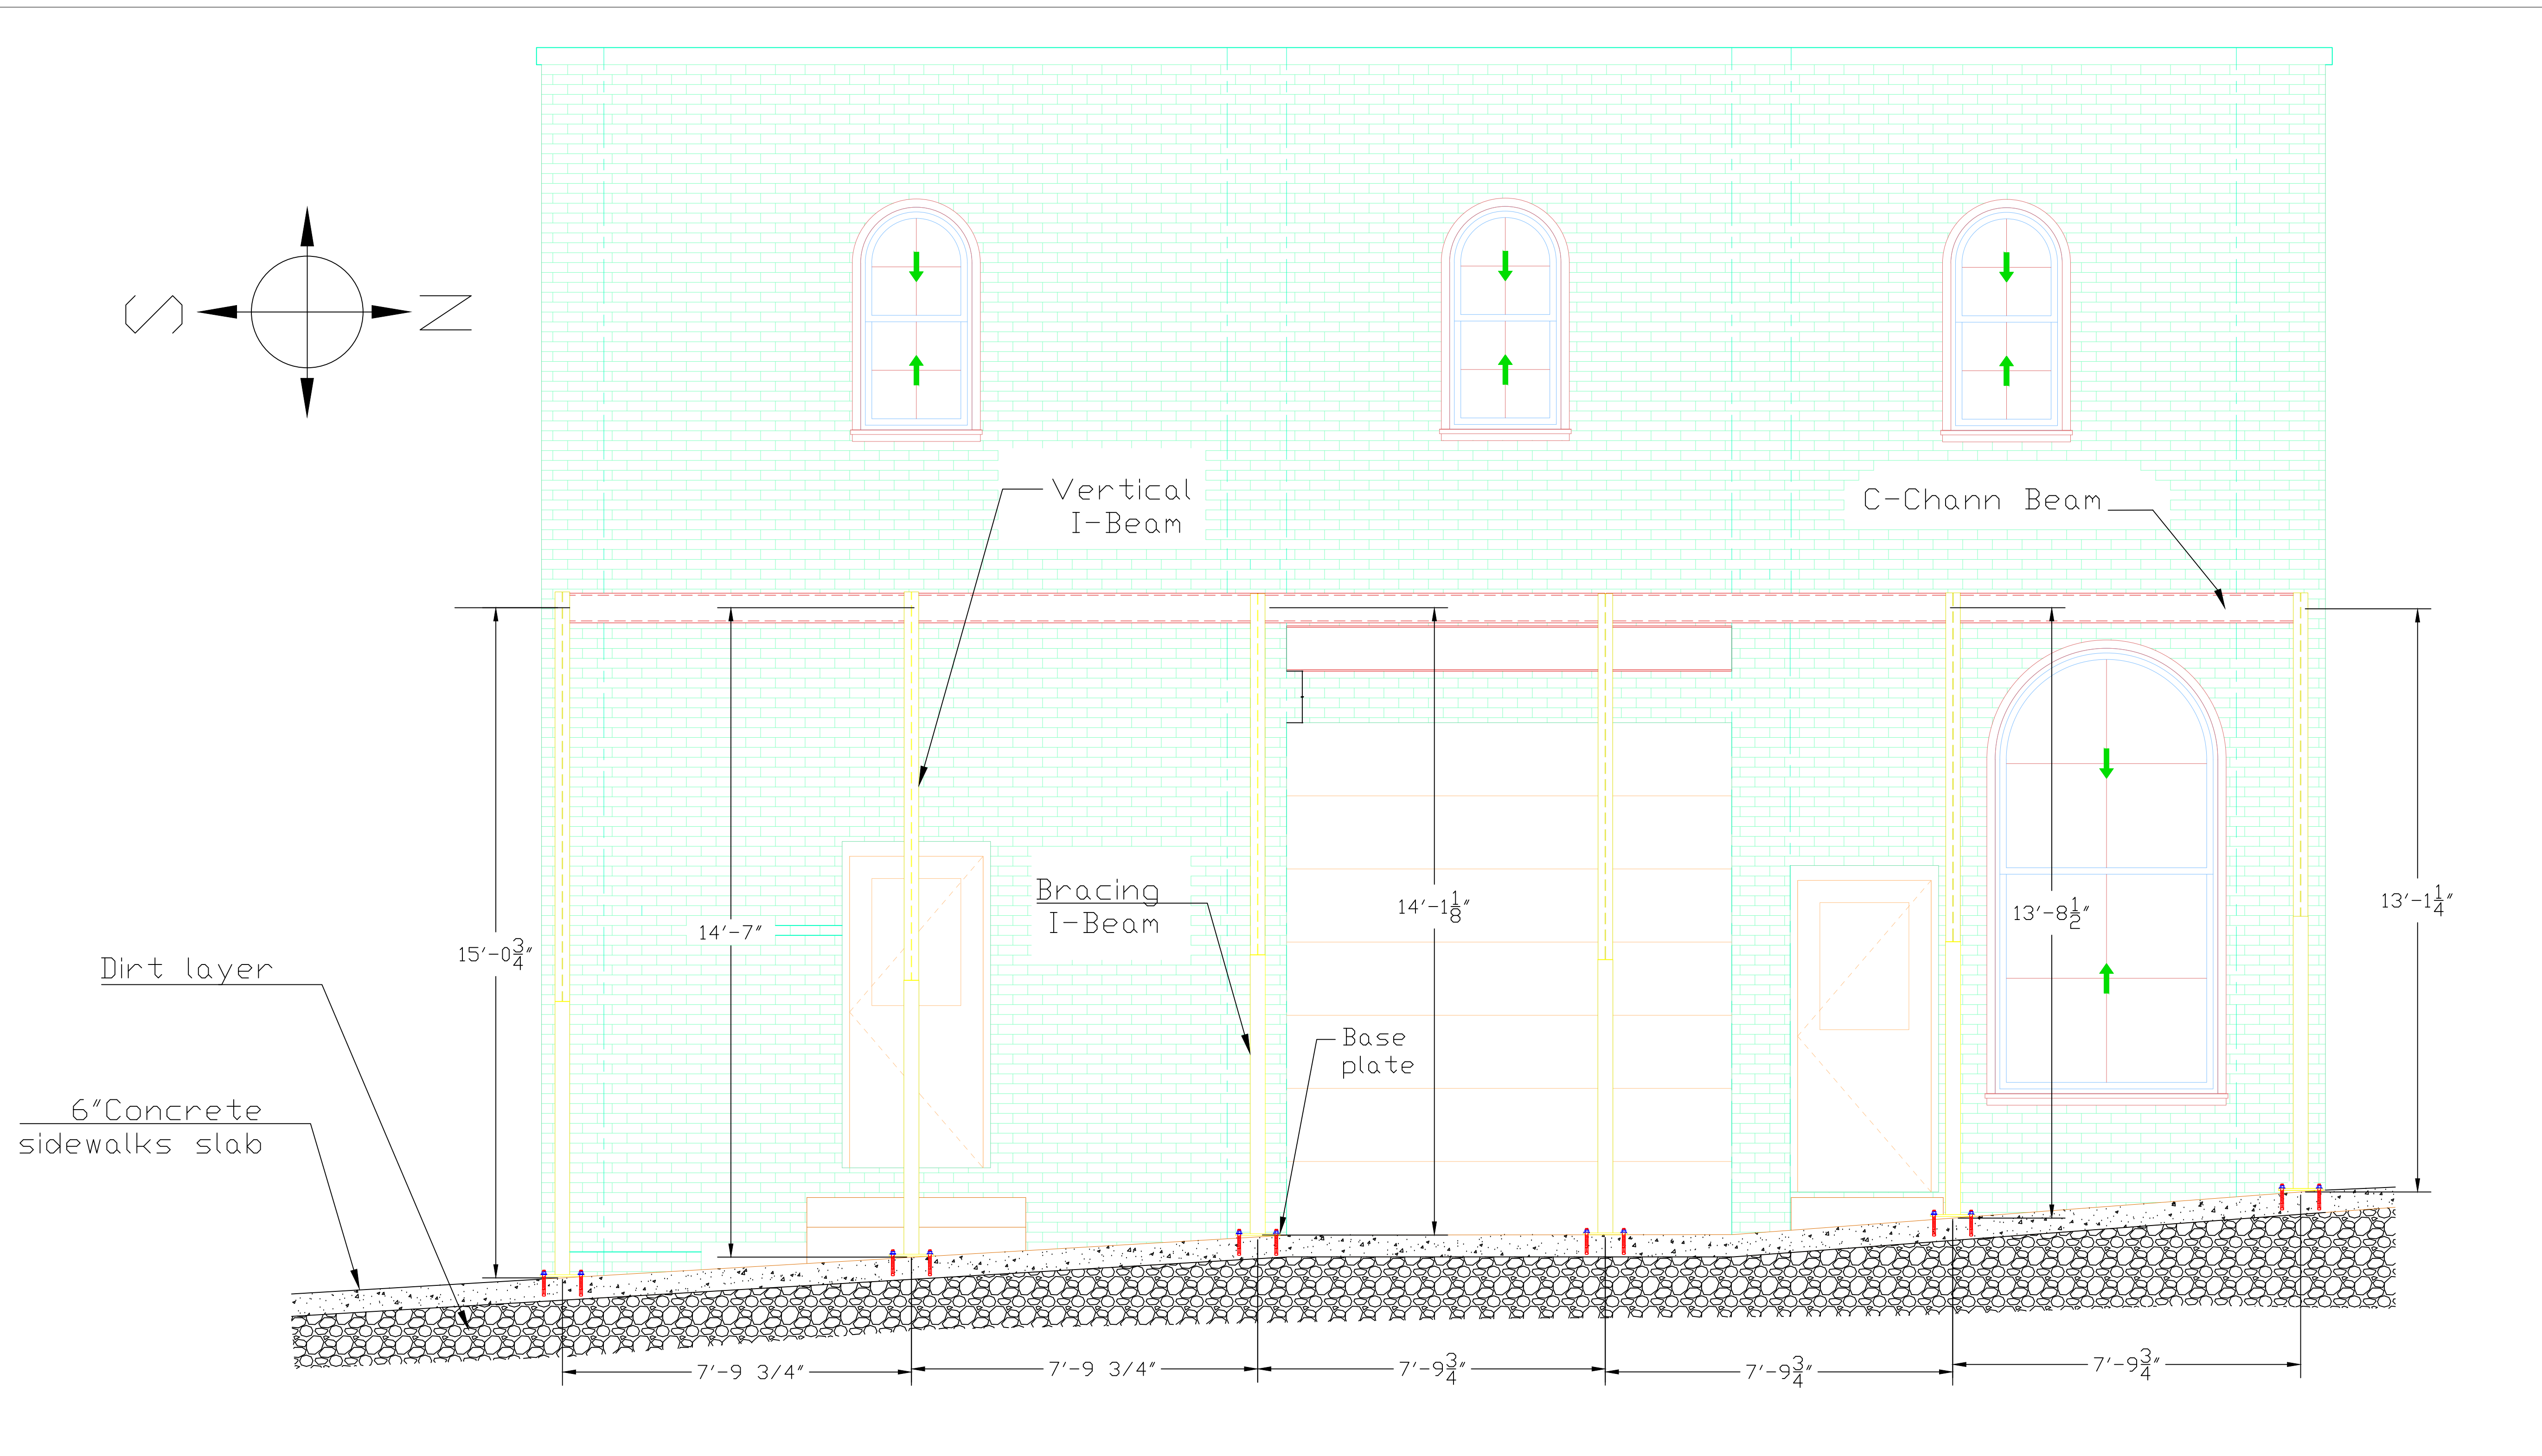 S
N
Vertical
I-Beam
C-Chann Beam
Bracing
I-Beam
Base
plate
Dirt layer
6"Concrete
sidewalks slab
15'-0 3/4"
14'-7"
14'-1 1/8"
13'-8 1/2"
13'-1 1/4"
7'-9 3/4"
7'-9 3/4"
7'-9 3/4"
7'-9 3/4"
7'-9 3/4"